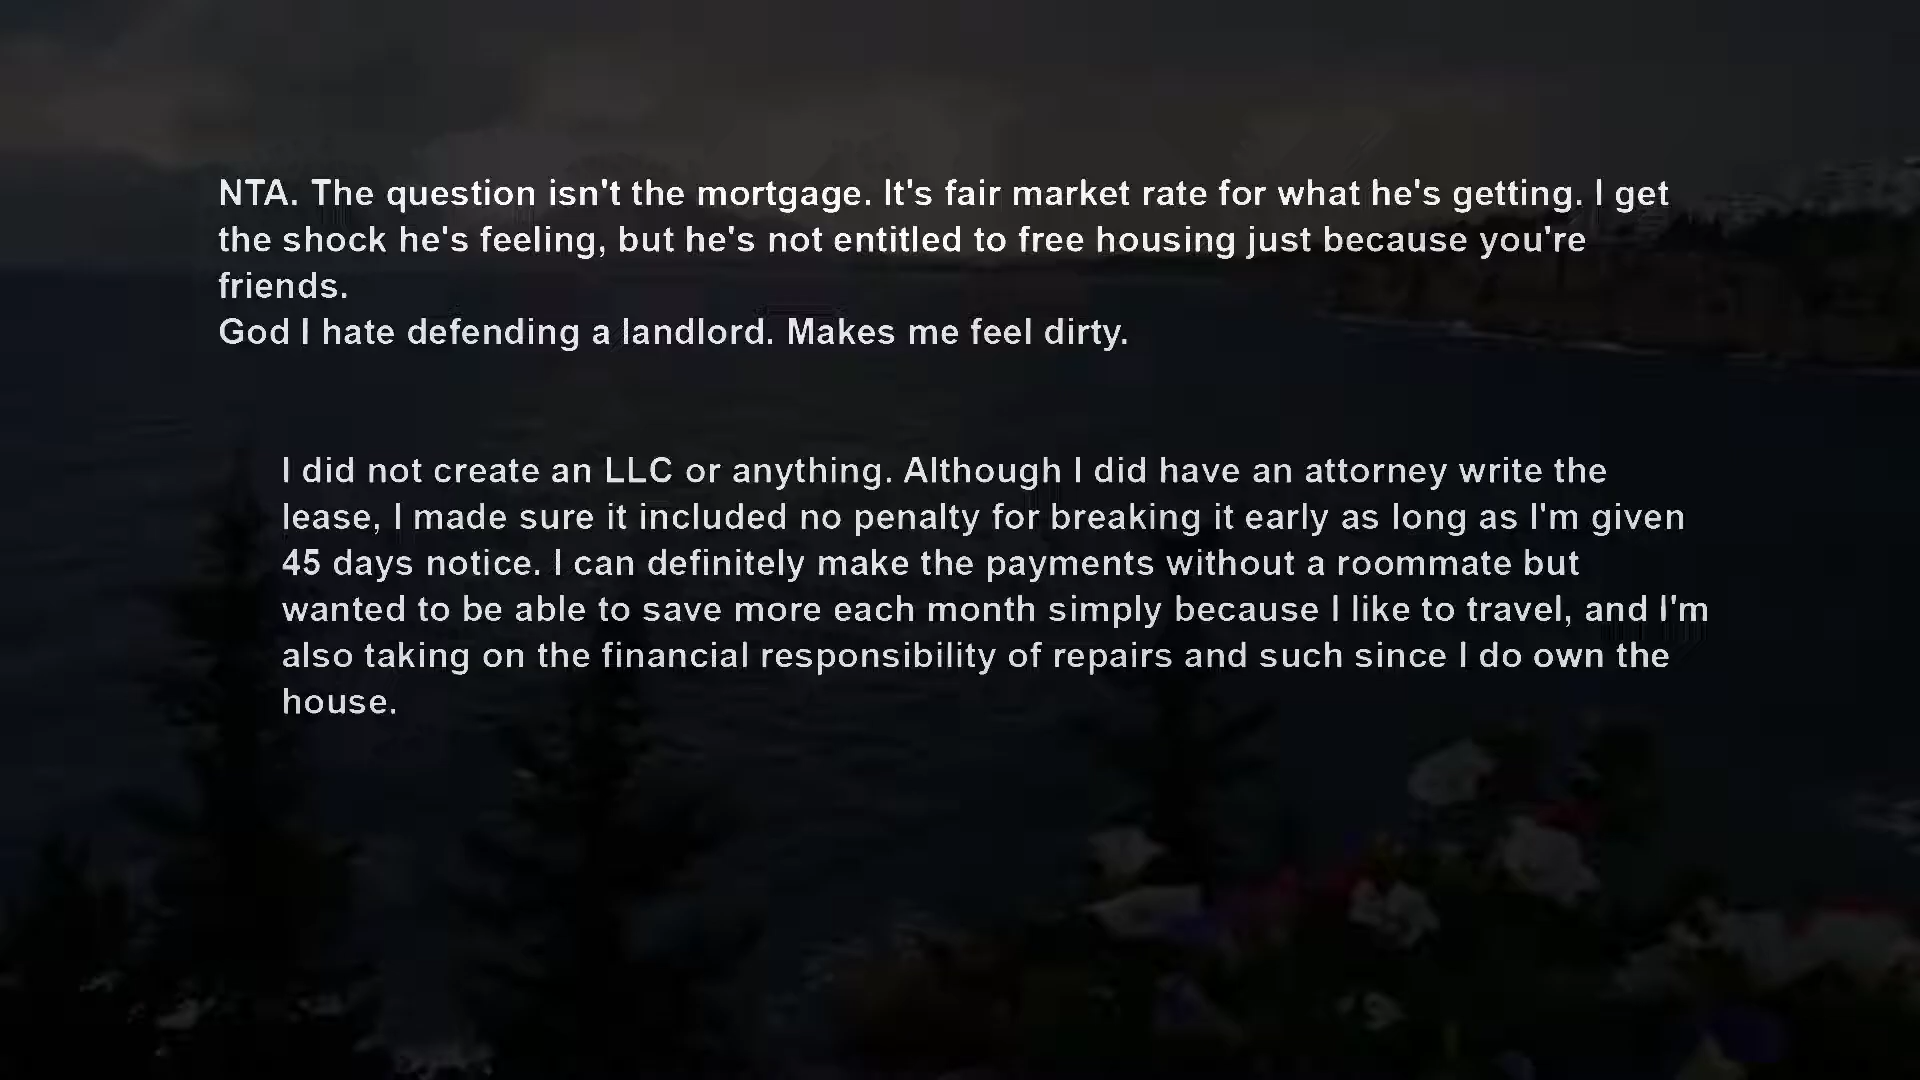 NTA. The question isn't the mortgage. It's fair market rate for what he's getting. I get
the shock he's feeling, but he's not entitled to free housing just because you're
friends.
God I hate defending a landlord. Makes me feel dirty.
I did not create an LLC or anything. Although I did have an attorney write the
lease, I made sure it included no penalty for breaking it early as long as I'm given
45 days notice. I can definitely make the payments without a roommate but
wanted to be able to save more each month simply because I like to travel, and I'm
also taking on the financial responsibility of repairs and such since I do own the
house.